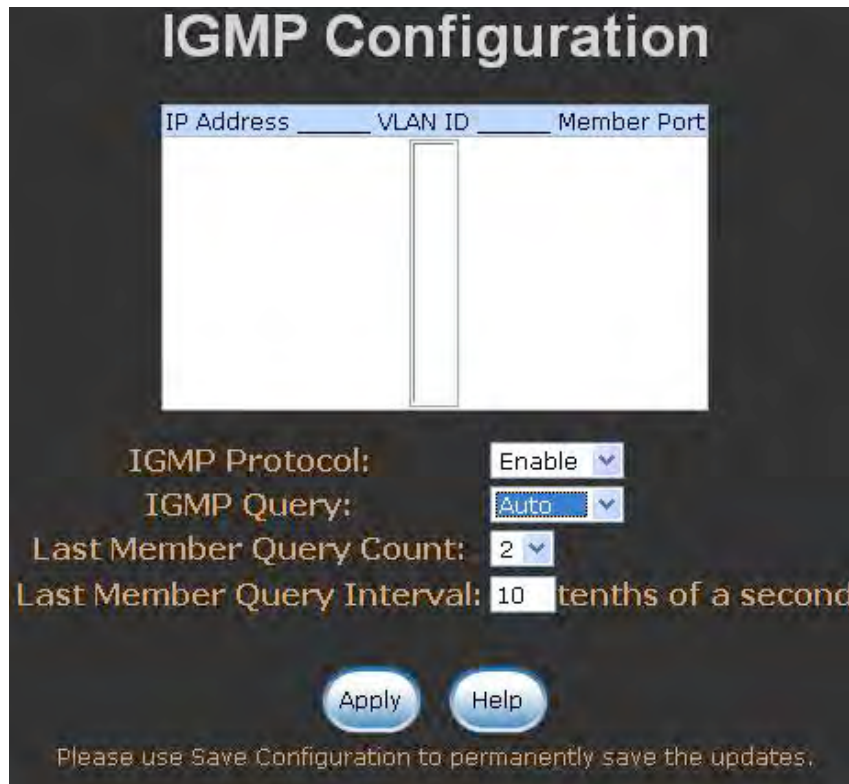 IGMP Configuration
IP Address ______ VLAN ID ______ Member Port
IGMP Protocol: Enable
IGMP Query: Auto
Last Member Query Count: 2
Last Member Query Interval: 10 tenths of a second
Apply Help
Please use Save Configuration to permanently save the updates.